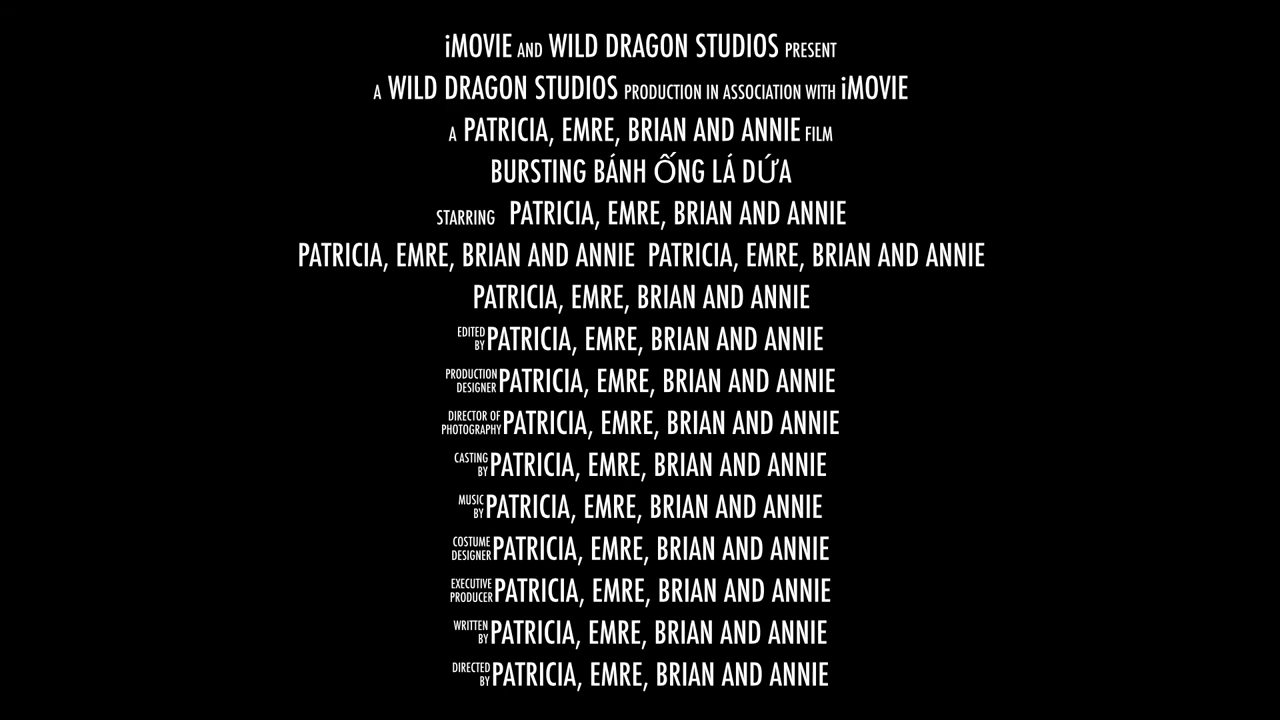 iMOVIE AND WILD DRAGON STUDIOS PRESENT
A WILD DRAGON STUDIOS PRODUCTION IN ASSOCIATION WITH iMOVIE
A PATRICIA, EMRE, BRIAN AND ANNIE FILM
BURSTING BÁNH ỐNG LÁ DỨA
STARRING PATRICIA, EMRE, BRIAN AND ANNIE
PATRICIA, EMRE, BRIAN AND ANNIE PATRICIA, EMRE, BRIAN AND ANNIE
PATRICIA, EMRE, BRIAN AND ANNIE
EDITED BY PATRICIA, EMRE, BRIAN AND ANNIE
PRODUCTION DESIGNER PATRICIA, EMRE, BRIAN AND ANNIE
DIRECTOR OF PHOTOGRAPHY PATRICIA, EMRE, BRIAN AND ANNIE
CASTING BY PATRICIA, EMRE, BRIAN AND ANNIE
MUSIC BY PATRICIA, EMRE, BRIAN AND ANNIE
COSTUME DESIGNER PATRICIA, EMRE, BRIAN AND ANNIE
EXECUTIVE PRODUCER PATRICIA, EMRE, BRIAN AND ANNIE
WRITTEN BY PATRICIA, EMRE, BRIAN AND ANNIE
DIRECTED BY PATRICIA, EMRE, BRIAN AND ANNIE